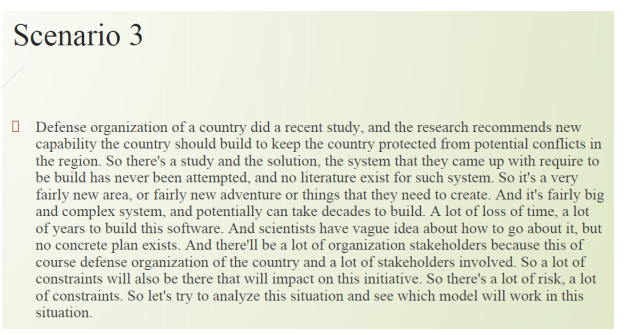 Scenario 3
Defense organization of a country did a recent study, and the research recommends new
capability the country should build to keep the country protected from potential conflicts in
the region. So there's a study and the solution, the system that they came up with require to
be build has never been attempted, and no literature exist for such system. So it's a very
fairly new area, or fairly new adventure or things that they need to create. And it's fairly big
and complex system, and potentially can take decades to build. A lot of loss of time, a lot
of years to build this software. And scientists have vague idea about how to go about it, but
no concrete plan exists. And there'll be a lot of organization stakeholders because this of
course defense organization of the country and a lot of stakeholders involved. So a lot of
constraints will also be there that will impact on this initiative. So there's a lot of risk, a lot
of constraints. So let's try to analyze this situation and see which model will work in this
situation.